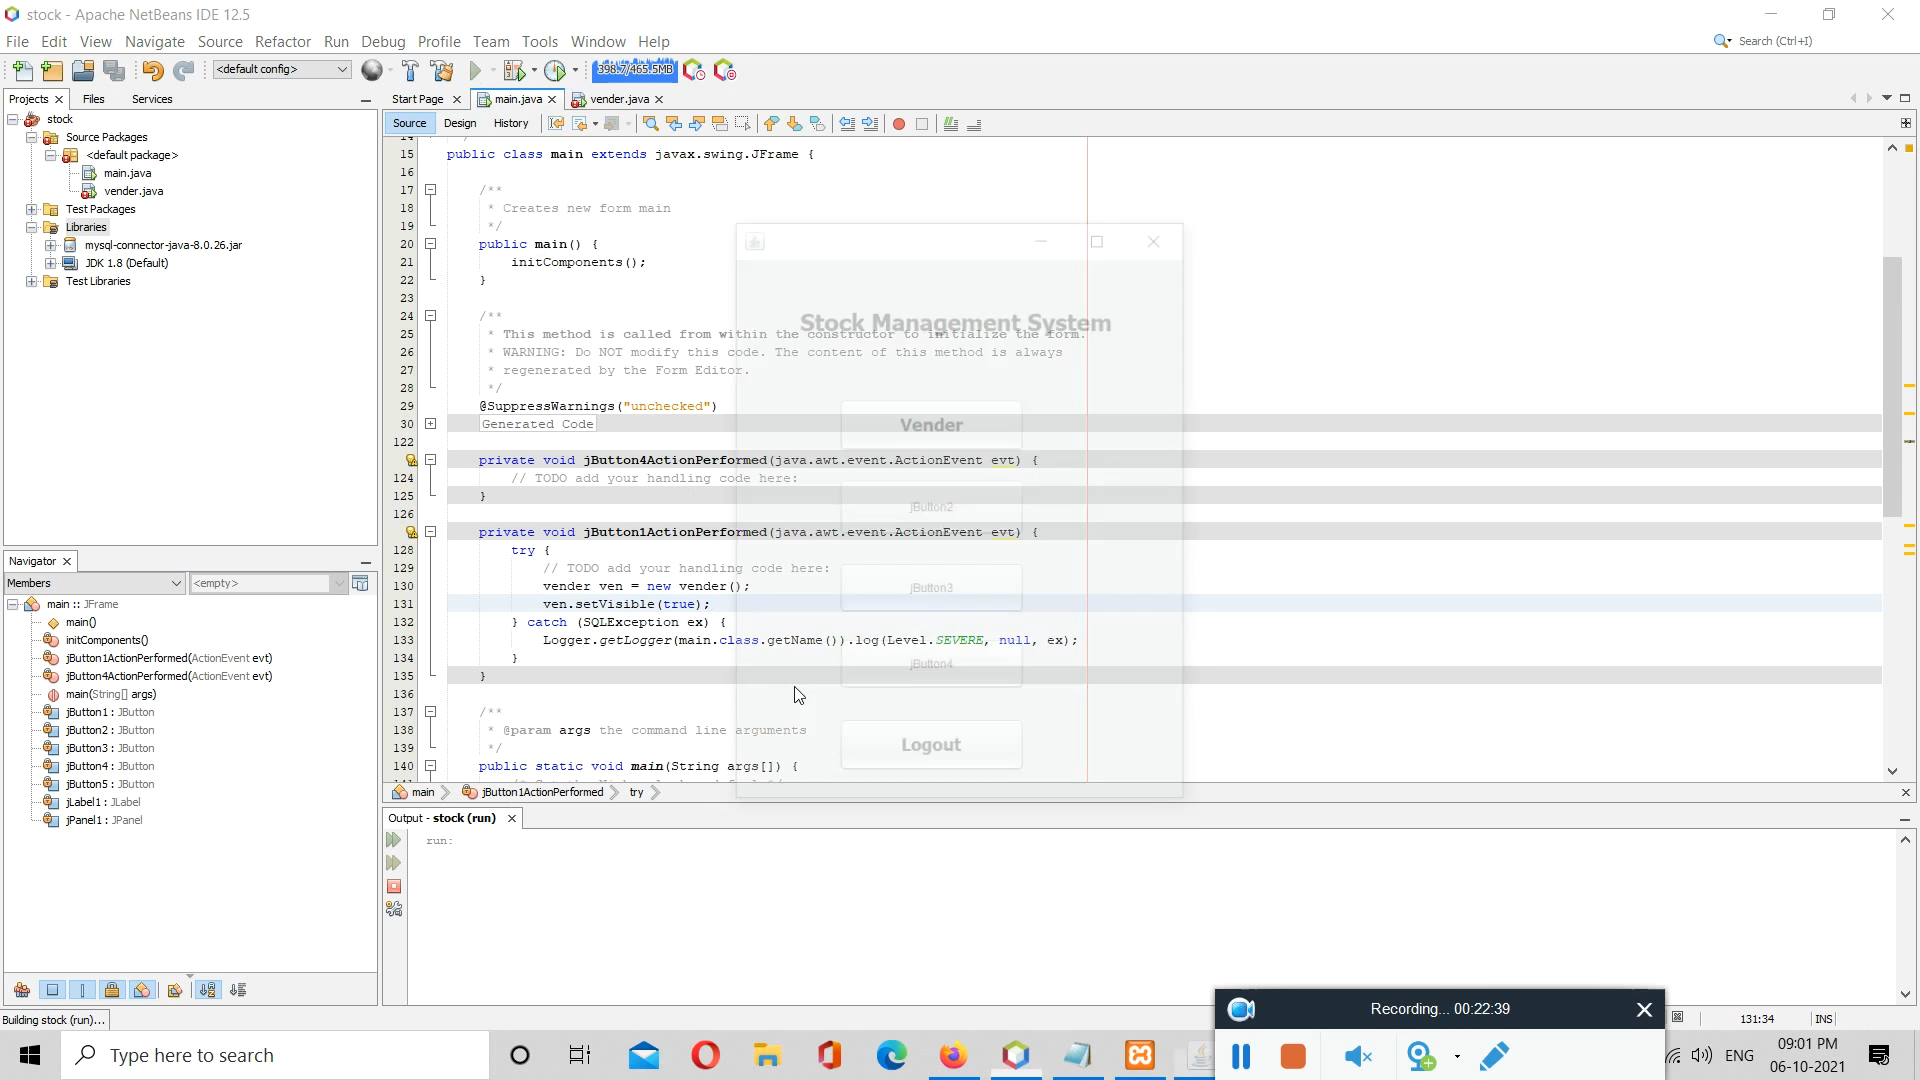 stock - Apache NetBeans IDE 12.5
File Edit View Navigate Source Refactor Run Debug Profile Team Tools Window Help
Search (Ctrl+I)
<default config>
398.7/465.5MB
Projects Files Services
Start Page main.java vender.java
Source Design History
stock
Source Packages
<default package>
main.java
vender.java
Test Packages
Libraries
mysql-connector-java-8.0.26.jar
JDK 1.8 (Default)
Test Libraries
15 public class main extends javax.swing.JFrame {
16
17 /**
18 * Creates new form main
19 */
20 public main() {
21 initComponents();
22 }
23
24 /**
25 * This method is called from within the constructor to initialize the form.
26 * WARNING: Do NOT modify this code. The content of this method is always
27 * regenerated by the Form Editor.
28 */
29 @SuppressWarnings("unchecked")
30 Generated Code
122
private void jButton4ActionPerformed(java.awt.event.ActionEvent evt) {
124 // TODO add your handling code here:
125 }
126
private void jButton1ActionPerformed(java.awt.event.ActionEvent evt) {
128 try {
129 // TODO add your handling code here:
130 vender ven = new vender();
131 ven.setVisible(true);
132 } catch (SQLException ex) {
133 Logger.getLogger(main.class.getName()).log(Level.SEVERE, null, ex);
134 }
135 }
136
137 /**
138 * @param args the command line arguments
139 */
140 public static void main(String args[]) {
Stock Management System
Vender
jButton2
jButton3
jButton4
Logout
main jButton1ActionPerformed try
Navigator
Members <empty>
main :: JFrame
main()
initComponents()
jButton1ActionPerformed(ActionEvent evt)
jButton4ActionPerformed(ActionEvent evt)
main(String[] args)
jButton1 : JButton
jButton2 : JButton
jButton3 : JButton
jButton4 : JButton
jButton5 : JButton
jLabel1 : JLabel
jPanel1 : JPanel
Output - stock (run)
run:
Building stock (run)...
131:34 INS
Recording... 00:22:39
Type here to search
ENG
09:01 PM
06-10-2021